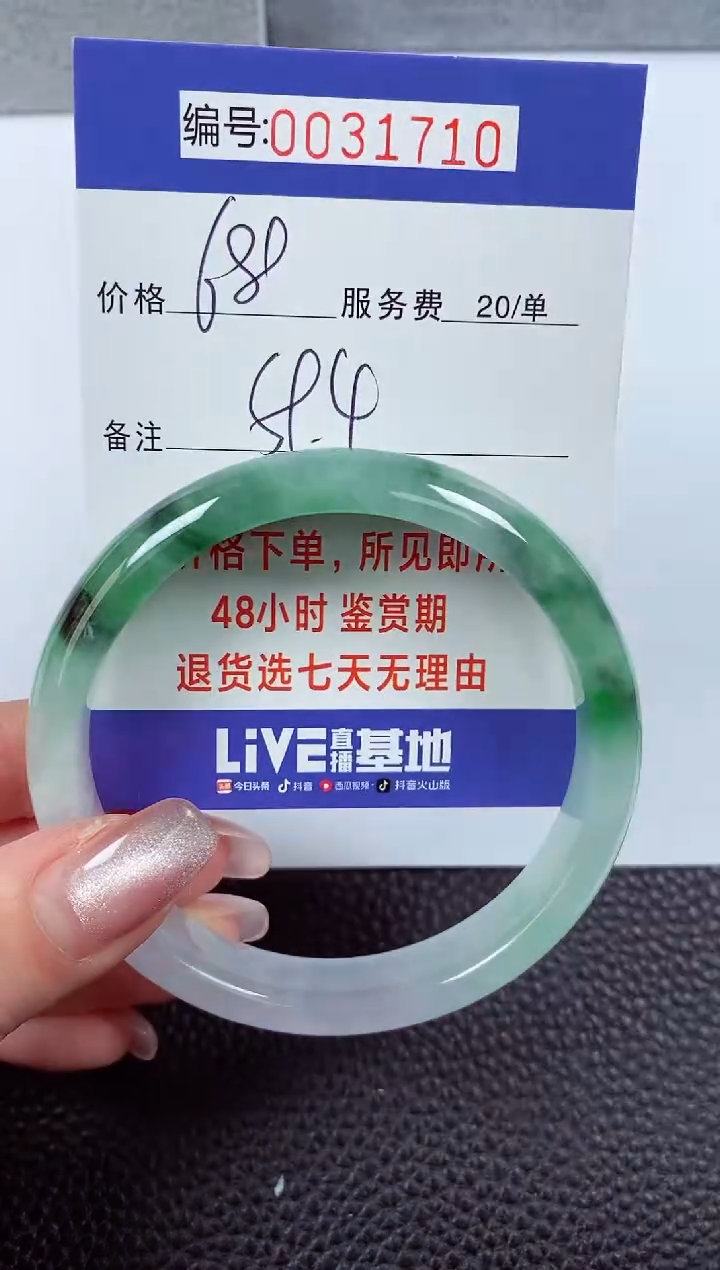 编号:0031710
价格 680 服务费 20/单
备注 54.4
格下单，所见即所
48小时 鉴赏期
退货选七天无理由
LiVE直播基地
今日头条 抖音 西瓜视频 抖音火山版